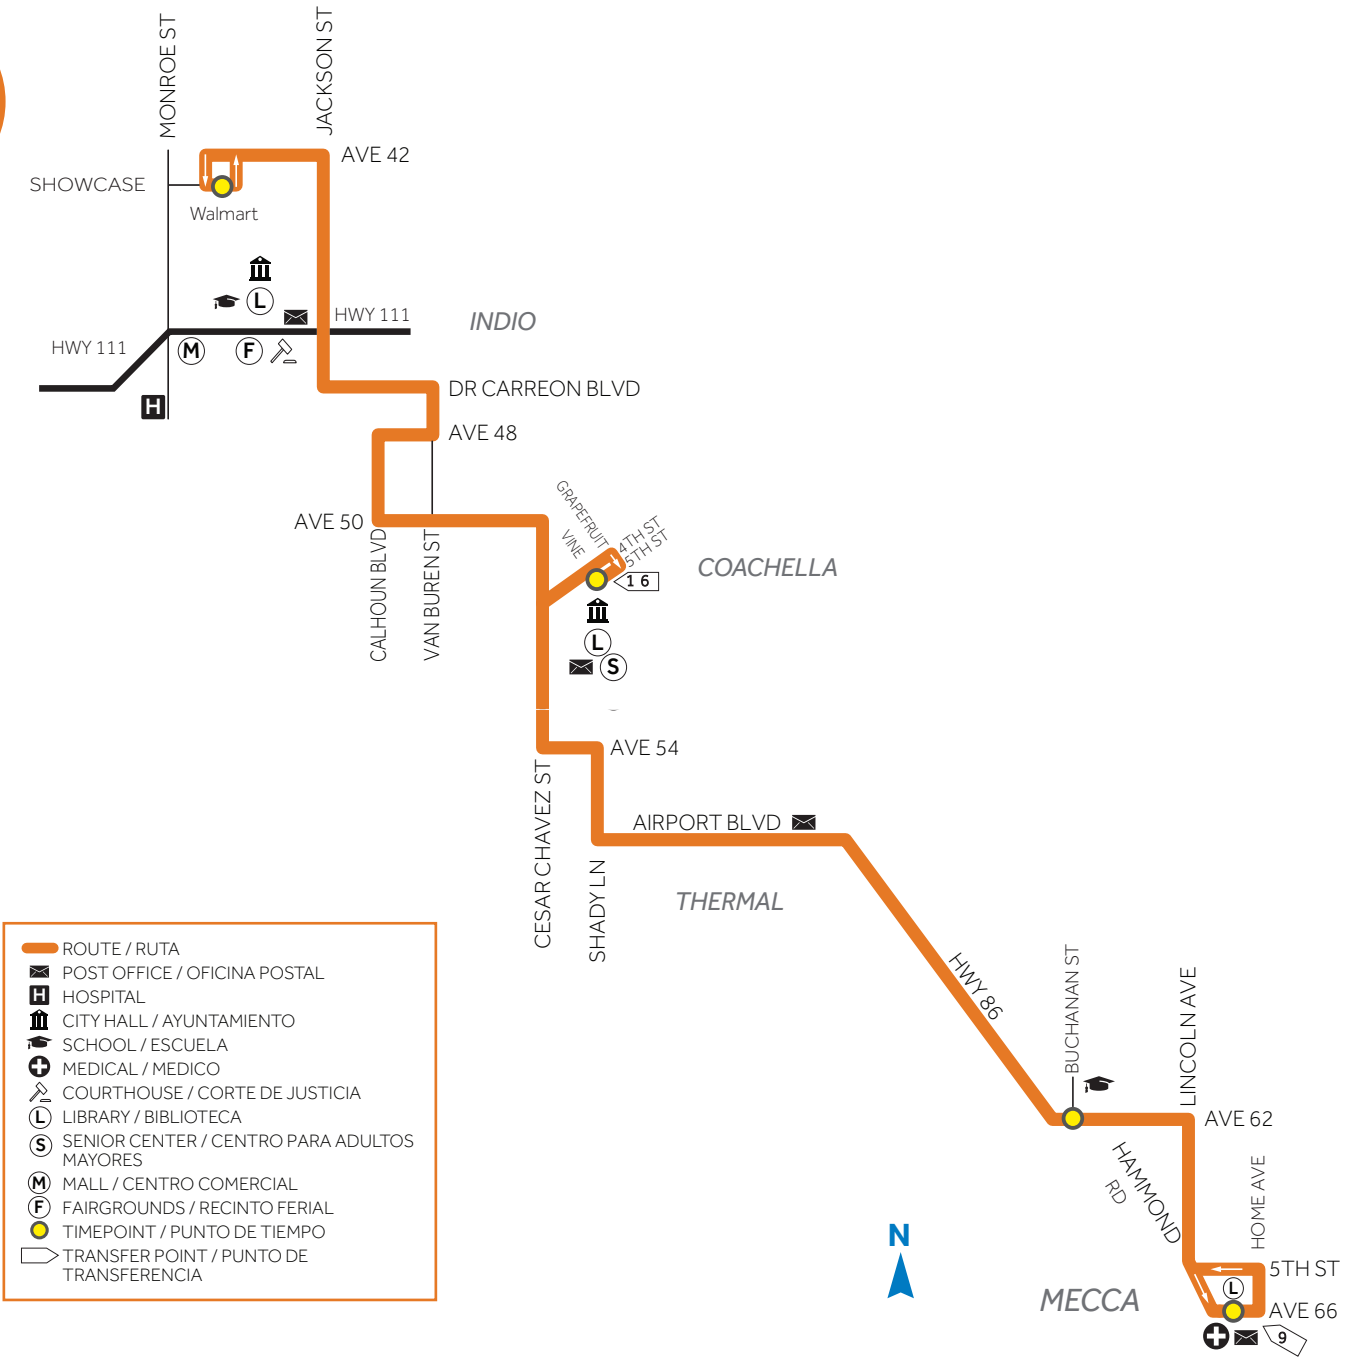 MONROE ST
JACKSON ST
AVE 42
SHOWCASE
Walmart
L
HWY 111
HWY 111
INDIO
M
F
H
DR CARREON BLVD
AVE 48
AVE 50
CALHOUN BLVD
VAN BUREN ST
GRAPEFRUIT
VINE
4TH ST
5TH ST
1 6
COACHELLA
L
S
AVE 54
CESAR CHAVEZ ST
SHADY LN
AIRPORT BLVD
THERMAL
HWY 86
BUCHANAN ST
LINCOLN AVE
AVE 62
HAMMOND
RD
HOME AVE
5TH ST
L
AVE 66
MECCA
9
N
ROUTE / RUTA
POST OFFICE / OFICINA POSTAL
H HOSPITAL
CITY HALL / AYUNTAMIENTO
SCHOOL / ESCUELA
MEDICAL / MEDICO
COURTHOUSE / CORTE DE JUSTICIA
L LIBRARY / BIBLIOTECA
S SENIOR CENTER / CENTRO PARA ADULTOS
MAYORES
M MALL / CENTRO COMERCIAL
F FAIRGROUNDS / RECINTO FERIAL
TIMEPOINT / PUNTO DE TIEMPO
TRANSFER POINT / PUNTO DE
TRANSFERENCIA